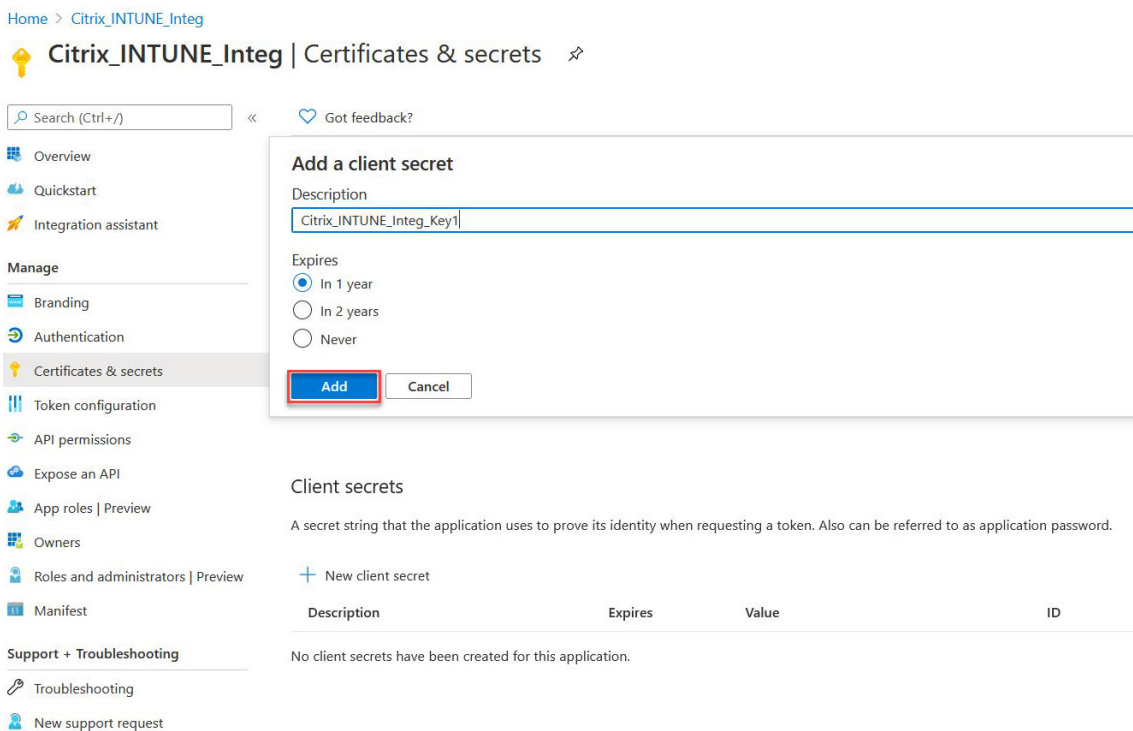 Home > Citrix_INTUNE_Integ
Citrix_INTUNE_Integ | Certificates & secrets
Search (Ctrl+/)
«
Got feedback?
Overview
Quickstart
Integration assistant
Manage
Branding
Authentication
Certificates & secrets
Token configuration
API permissions
Expose an API
App roles | Preview
Owners
Roles and administrators | Preview
Manifest
Support + Troubleshooting
Troubleshooting
New support request
Add a client secret
Description
Citrix_INTUNE_Integ_Key1
Expires
In 1 year
In 2 years
Never
Add Cancel
Client secrets
A secret string that the application uses to prove its identity when requesting a token. Also can be referred to as application password.
New client secret
Description Expires Value ID
No client secrets have been created for this application.